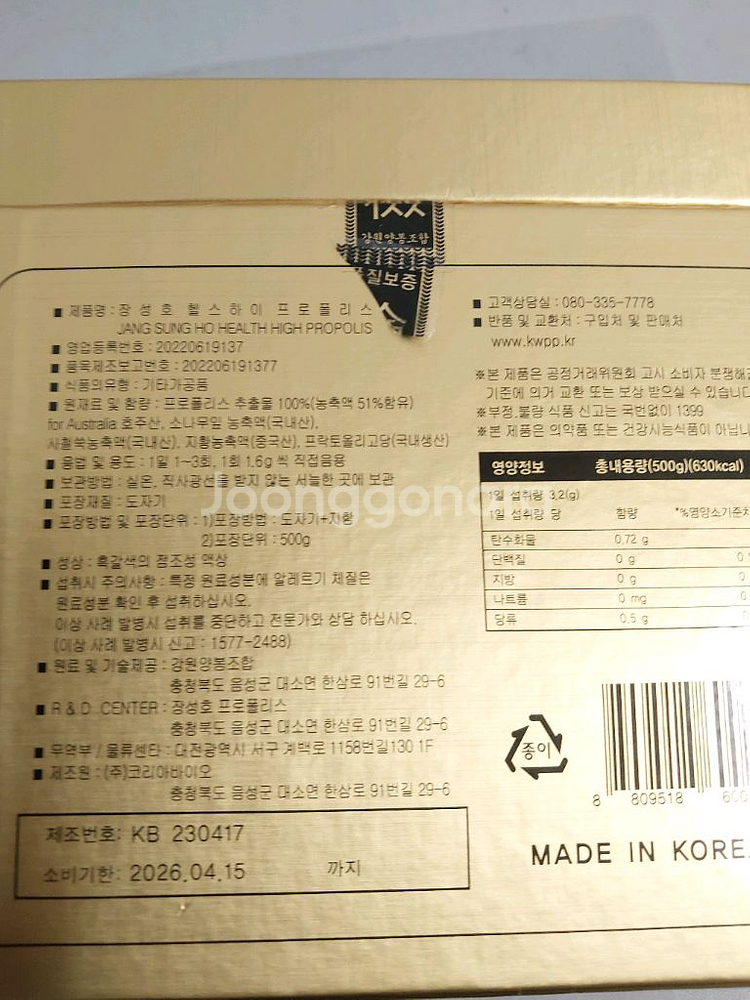 강원양봉조합
질보증
■ 제품명 : 장 성 호 헬 스 하 이 프 로 폴 리 스
JANG SUNG HO HEALTH HIGH PROPOLIS
■ 영업등록번호 : 20220619137
■ 품목제조보고번호 : 202206191377
■ 식품의유형 : 기타가공품
■ 원재료 및 함량 : 프로폴리스 추출물 100%(농축액 51%함유)
for Australia 호주산, 소나무잎 농축액(국내산),
사철쑥농축액(국내산), 지황농축액(중국산), 프락토올리고당(국내생산)
■ 용법 및 용도 : 1일 1~3회, 1회 1.6g 씩 직접음용
■ 보관방법 : 실온, 직사광선을 받지 않는 서늘한 곳에 보관
■ 포장재질 : 도자기
■ 포장방법 및 포장단위 : 1)포장방법 : 도자기+지함
2)포장단위 : 500g
■ 성상 : 흑갈색의 점조성 액상
■ 섭취시 주의사항 : 특정 원료성분에 알레르기 체질은
원료성분 확인 후 섭취하십시오.
이상 사례 발병시 섭취를 중단하고 전문가와 상담 하십시오.
(이상 사례 발병시 신고 : 1577-2488)
■ 원료 및 기술제공 : 강원양봉조합
충청북도 음성군 대소면 한삼로 91번길 29-6
■ R & D CENTER : 장성호 프로폴리스
충청북도 음성군 대소면 한삼로 91번길 29-6
■ 무역부 / 물류센타 : 대전광역시 서구 계백로 1158번길130 1F
■ 제조원 : (주)코리아바이오
충청북도 음성군 대소면 한삼로 91번길 29-6
제조번호: KB 230417
소비기한: 2026.04.15 까지
■ 고객상담실 : 080-335-7778
■ 반품 및 교환처 : 구입처 및 판매처
www.kwpp.kr
※본 제품은 공정거래위원회 고시 소비자 분쟁해결
기준에 의거 교환 또는 보상 받으실 수 있습니다
※부정,불량 식품 신고는 국번없이 1399
※본 제품은 의약품 또는 건강기능식품이 아닙니
영양정보 총내용량(500g)(630kcal)
1일 섭취량 3.2(g)
1일 섭취량 당 함량 *%영양소기준치
탄수화물 0.72 g
단백질 0 g
지방 0 g
나트륨 0 mg
당류 0.5 g
종이
8 809518 600
MADE IN KORE
Joonggona